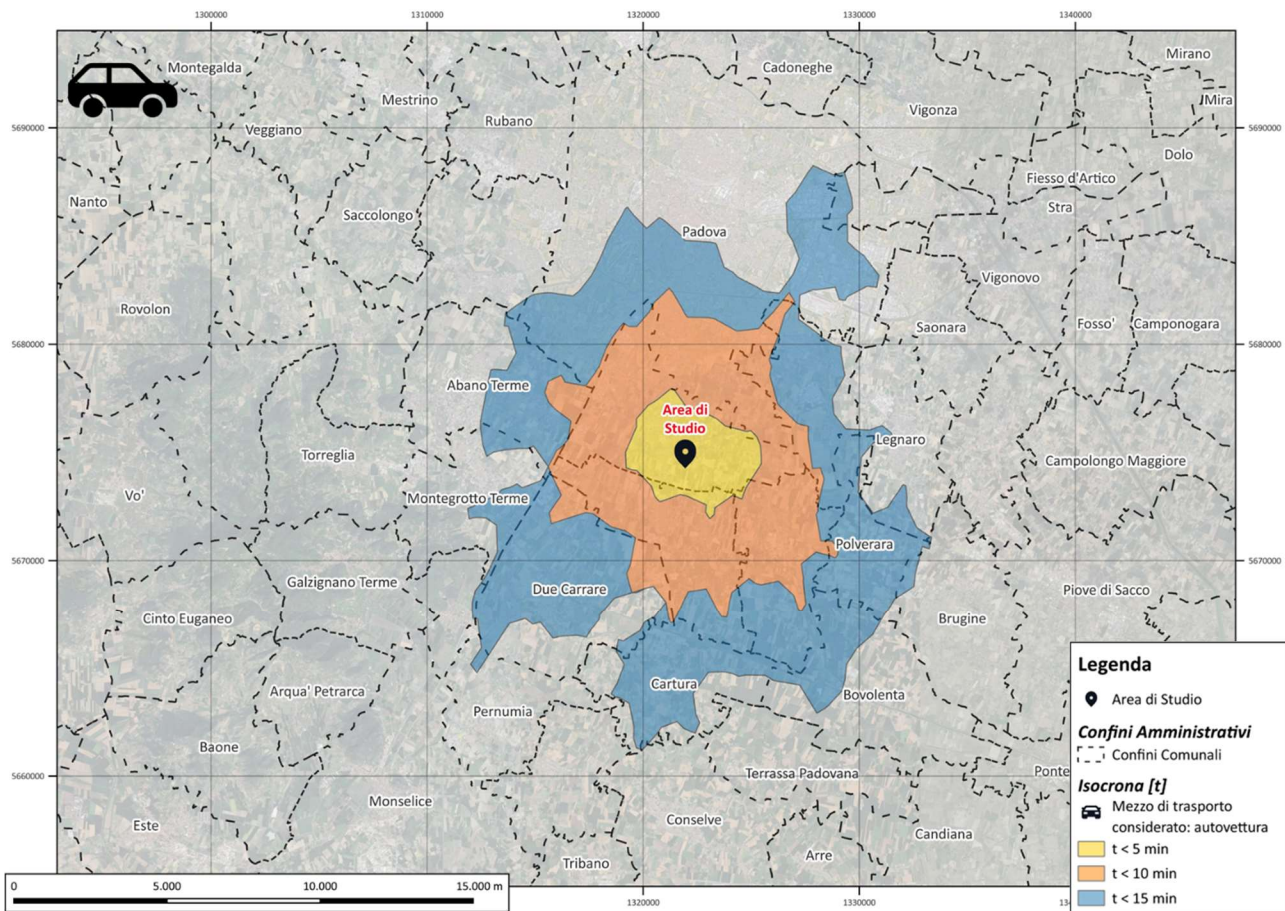 1300000
1310000
1320000
1330000
1340000
Montegalda
Cadoneghe
Mirano
Mestrino
Mira
Vigonza
Rubano
Veggiano
5690000
5690000
Dolo
Fiesso d'Artico
Nanto
Stra
Saccolongo
Padova
Vigonovo
Rovolon
Saonara
Fosso'
Camponogara
5680000
5680000
Abano Terme
Area di
Studio
Legnaro
Torreglia
Campolongo Maggiore
Vo'
Montegrotto Terme
Polverara
5670000
5670000
Galzignano Terme
Due Carrare
Piove di Sacco
Cinto Euganeo
Brugine
Arqua' Petrarca
Cartura
Bovolenta
Pernumia
Baone
5660000
Terrassa Padovana
Ponte
Monselice
Conselve
Este
Candiana
Arre
Tribano
Legenda
Area di Studio
Confini Amministrativi
Confini Comunali
Isocrona [t]
Mezzo di trasporto
considerato: autovettura
t < 5 min
t < 10 min
t < 15 min
0
5.000
10.000
15.000 m
1320000
1330000